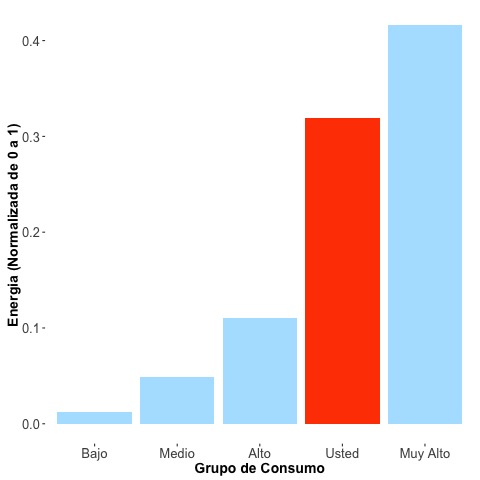 Energia (Normalizada de 0 a 1)
0.4
0.3
0.2
0.1
0.0
Bajo Medio Alto Usted Muy Alto
Grupo de Consumo